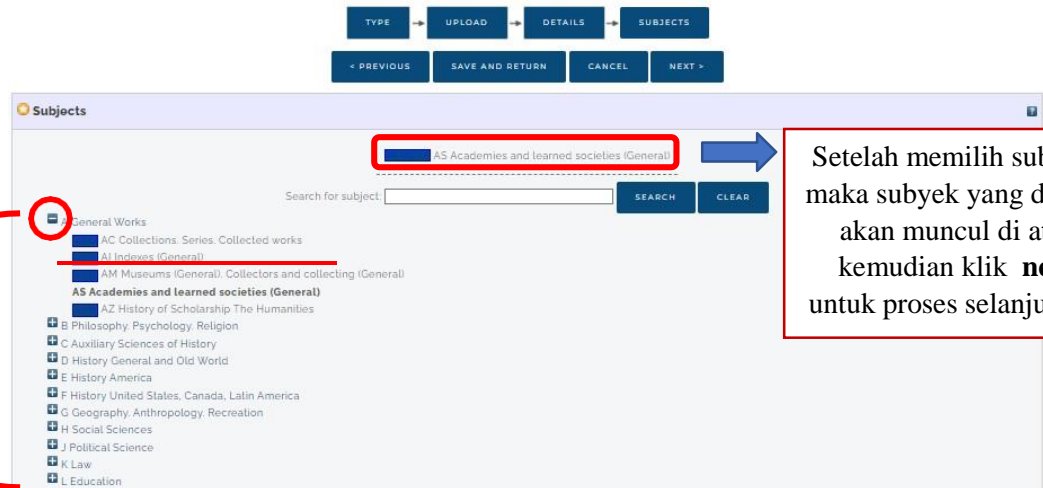 TYPE UPLOAD DETAILS SUBJECTS
< PREVIOUS SAVE AND RETURN CANCEL NEXT >
Subjects
AS Academies and learned societies (General)
Search for subject: SEARCH CLEAR
A General Works
AC Collections. Series. Collected works
AI Indexes (General)
AM Museums (General). Collectors and collecting (General)
AS Academies and learned societies (General)
AZ History of Scholarship The Humanities
B Philosophy. Psychology. Religion
C Auxiliary Sciences of History
D History General and Old World
E History America
F History United States, Canada, Latin America
G Geography. Anthropology. Recreation
H Social Sciences
J Political Science
K Law
L Education
Setelah memilih
maka subyek yang
akan muncul di
kemudian klik
untuk proses